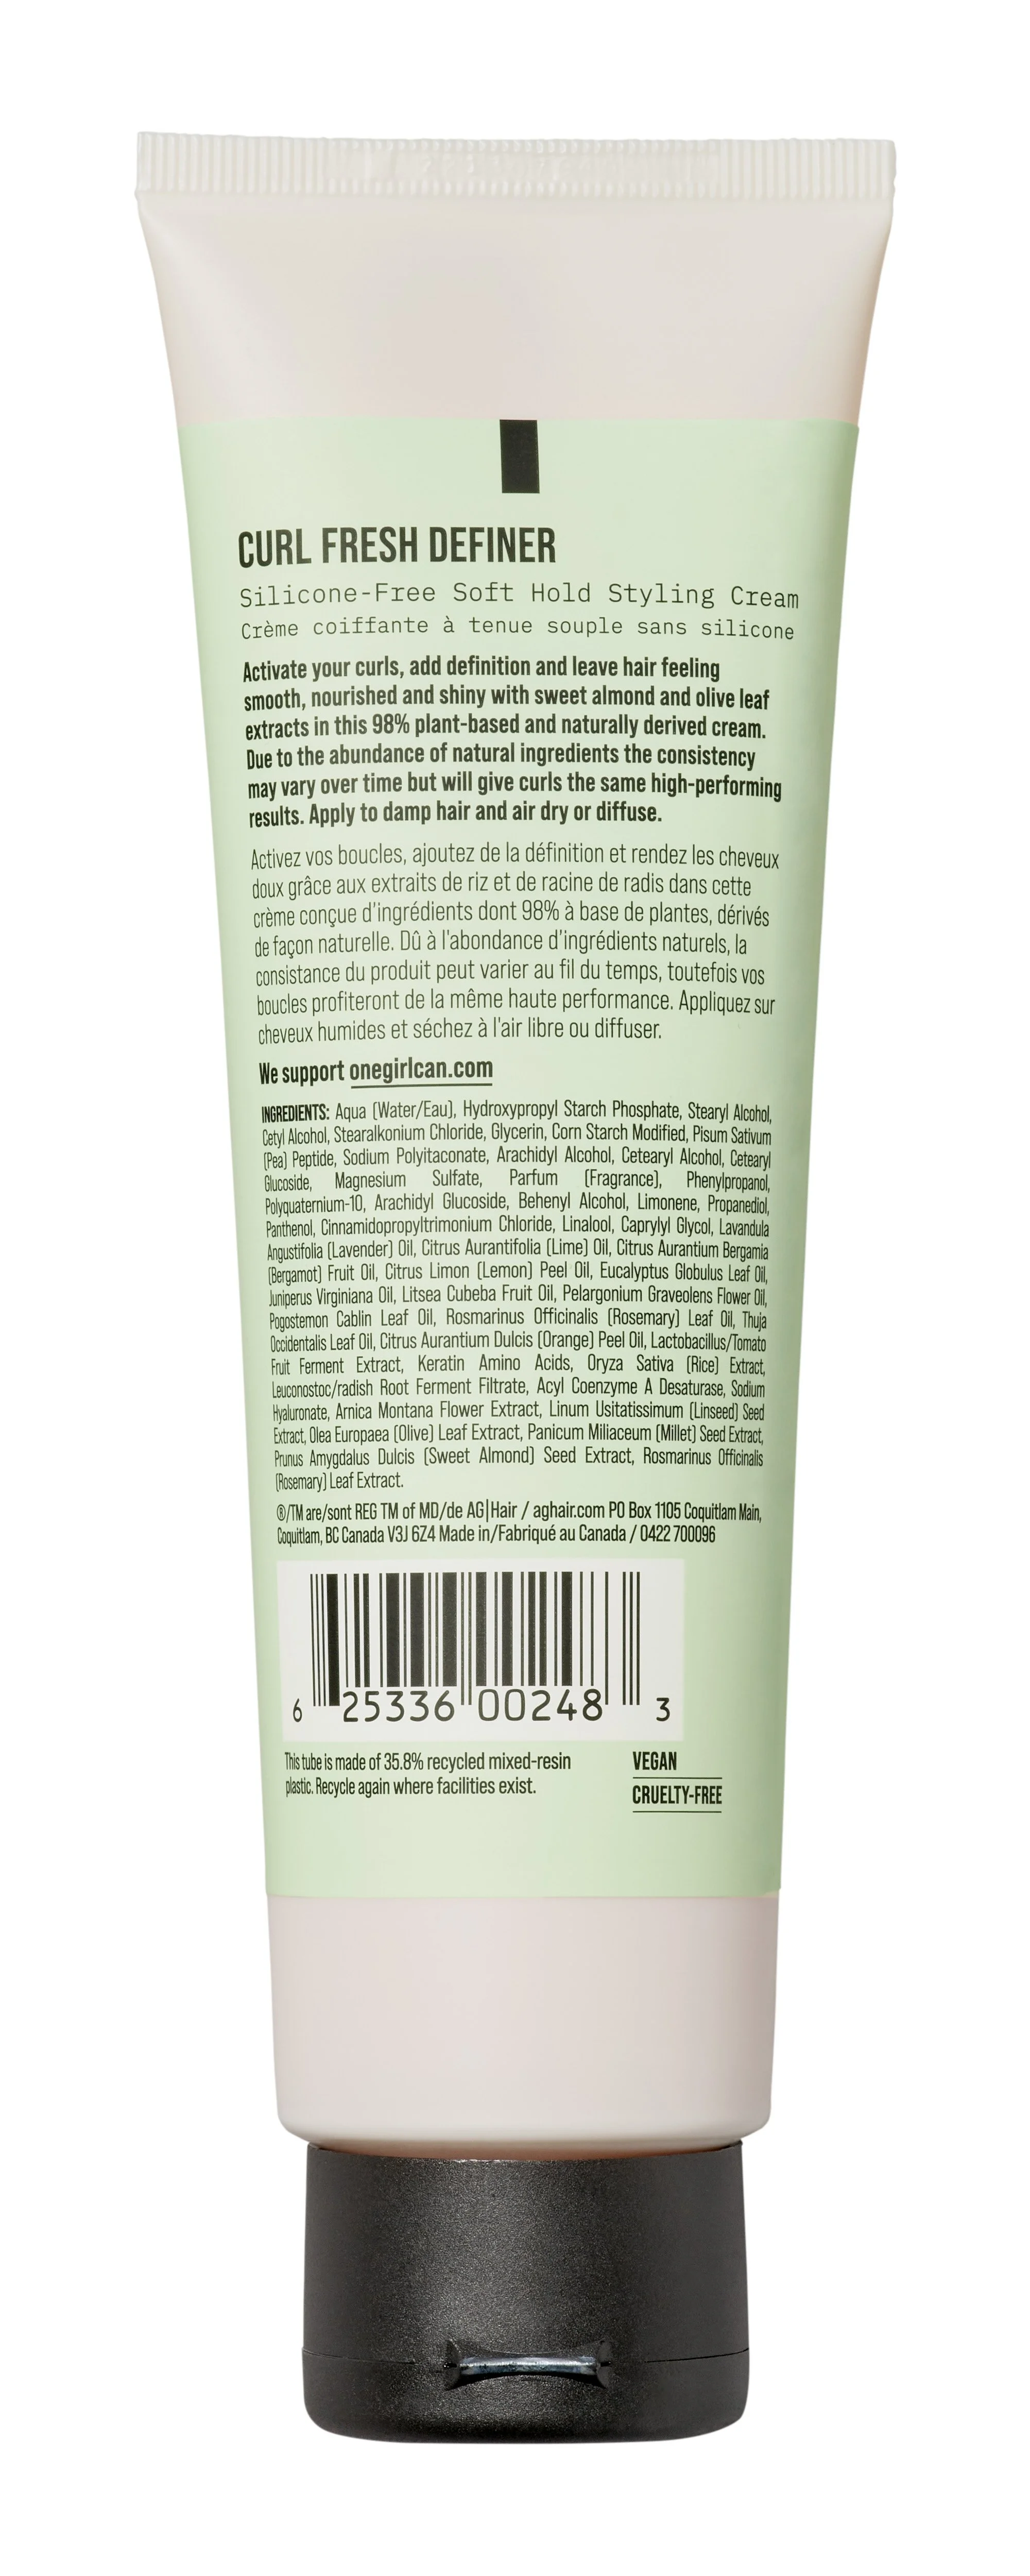 CURL FRESH DEFINER
Silicone-Free Soft Hold Styling Cream
Crème coiffante à tenue souple sans silicone
Activate your curls, add definition and leave hair feeling
smooth, nourished and shiny with sweet almond and olive leaf
extracts in this 98% plant-based and naturally derived cream.
Due to the abundance of natural ingredients the consistency
may vary over time but will give curls the same high-performing
results. Apply to damp hair and air dry or diffuse.
Activez vos boucles, ajoutez de la définition et rendez les cheveux
doux grâce aux extraits de riz et de racine de radis dans cette
crème conçue d'ingrédients dont 98% à base de plantes, dérivés
de façon naturelle. Dû à l'abondance d'ingrédients naturels, la
consistance du produit peut varier au fil du temps, toutefois vos
boucles profiteront de la même haute performance. Appliquez sur
cheveux humides et séchez à l'air libre ou diffuser.
We support onegirlcan.com
INGREDIENTS: Aqua (Water/Eau), Hydroxypropyl Starch Phosphate, Stearyl Alcohol,
Cetyl Alcohol, Stearalkonium Chloride, Glycerin, Corn Starch Modified, Pisum Sativum
(Pea) Peptide, Sodium Polyitaconate, Arachidyl Alcohol, Cetearyl Alcohol, Cetearyl
Glucoside, Magnesium Sulfate, Parfum (Fragrance), Phenylpropanol,
Polyquaternium-10, Arachidyl Glucoside, Behenyl Alcohol, Limonene, Propanediol,
Panthenol, Cinnamidopropyltrimonium Chloride, Linalool, Caprylyl Glycol, Lavandula
Angustifolia (Lavender) Oil, Citrus Aurantifolia (Lime) Oil, Citrus Aurantium Bergamia
(Bergamot) Fruit Oil, Citrus Limon (Lemon) Peel Oil, Eucalyptus Globulus Leaf Oil,
Juniperus Virginiana Oil, Litsea Cubeba Fruit Oil, Pelargonium Graveolens Flower Oil,
Pogostemon Cablin Leaf Oil, Rosmarinus Officinalis (Rosemary) Leaf Oil, Thuja
Occidentalis Leaf Oil, Citrus Aurantium Dulcis (Orange) Peel Oil, Lactobacillus/Tomato
Fruit Ferment Extract, Keratin Amino Acids, Oryza Sativa (Rice) Extract,
Leuconostoc/radish Root Ferment Filtrate, Acyl Coenzyme A Desaturase, Sodium
Hyaluronate, Arnica Montana Flower Extract, Linum Usitatissimum (Linseed) Seed
Extract, Olea Europaea (Olive) Leaf Extract, Panicum Miliaceum (Millet) Seed Extract,
Prunus Amygdalus Dulcis (Sweet Almond) Seed Extract, Rosmarinus Officinalis
(Rosemary) Leaf Extract.
®/TM are/sont REG TM of MD/de AG|Hair / aghair.com PO Box 1105 Coquitlam Main,
Coquitlam, BC Canada V3J 6Z4 Made in/Fabriqué au Canada / 0422 700096
6 25336 00248 3
This tube is made of 35.8% recycled mixed-resin
plastic. Recycle again where facilities exist.
VEGAN
CRUELTY-FREE